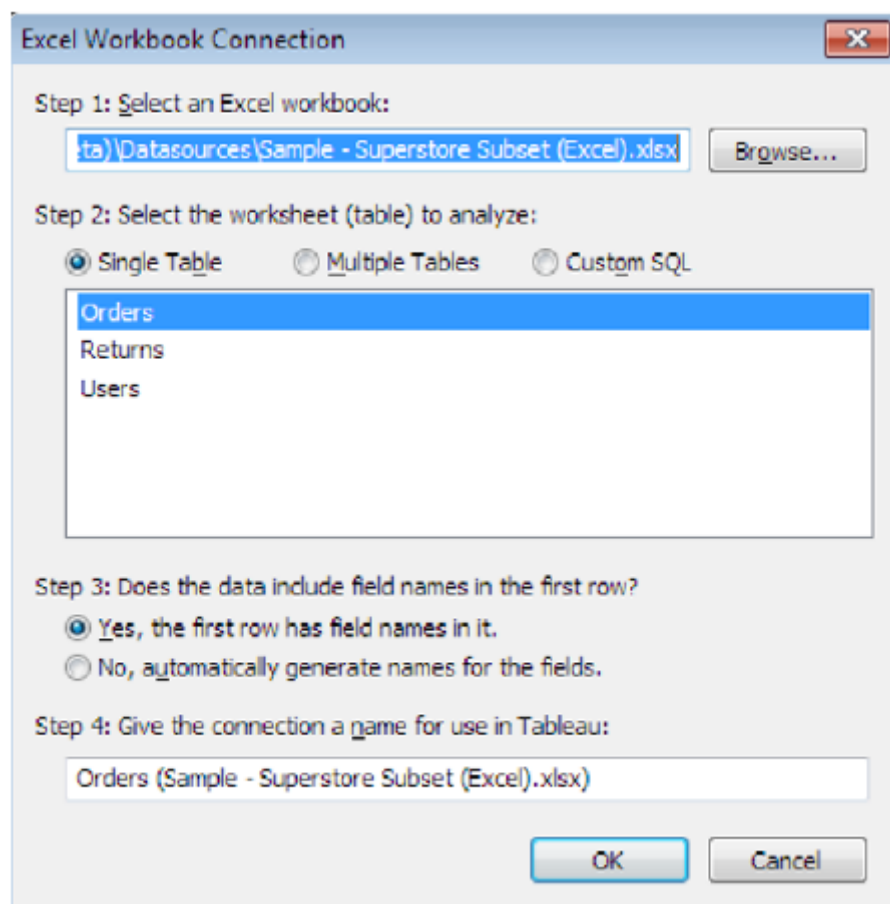 Excel Workbook Connection
Step 1: Select an Excel workbook:
eta)\Datasources\Sample - Superstore Subset (Excel).xlsx Browse...
Step 2: Select the worksheet (table) to analyze:
Single Table Multiple Tables Custom SQL
Orders
Returns
Users
Step 3: Does the data include field names in the first row?
Yes, the first row has field names in it.
No, automatically generate names for the fields.
Step 4: Give the connection a name for use in Tableau:
Orders (Sample - Superstore Subset (Excel).xlsx)
OK Cancel